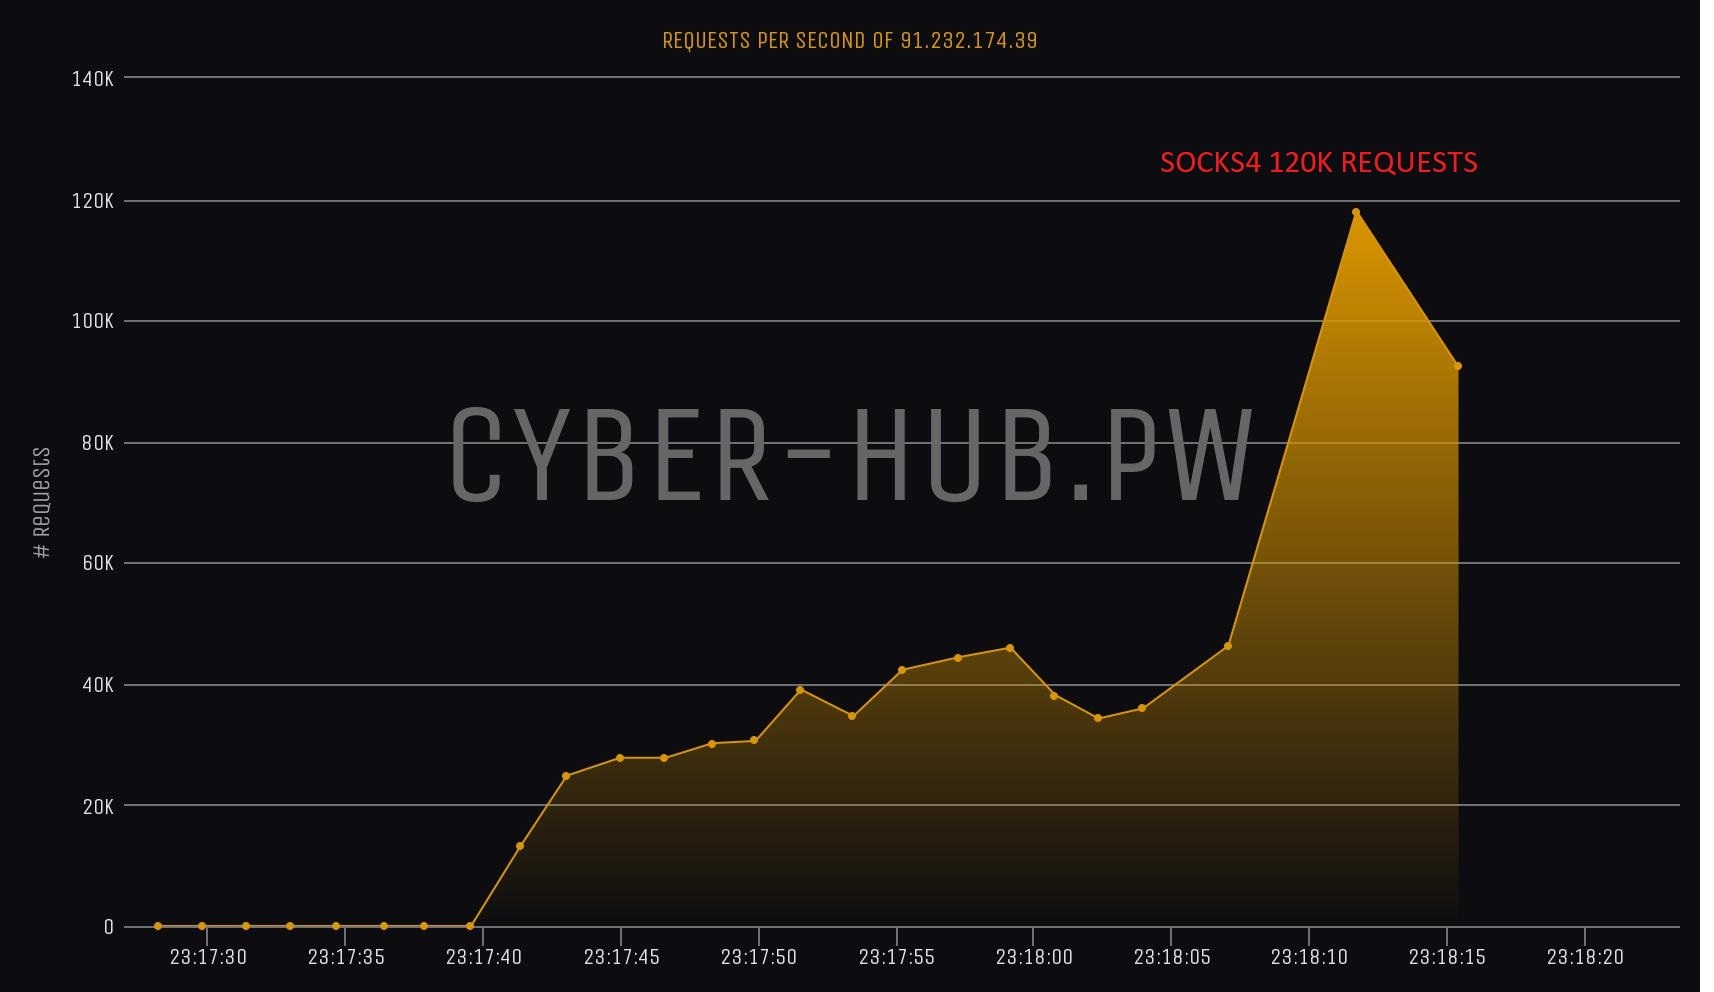 REQUESTS PER SECOND OF 91.232.174.39
140K
SOCKS4 120K REQUESTS
120K
100K
80K
CYBER-HUB.PW
# REQUESTS
60K
40K
20K
0
23:17:30 23:17:35 23:17:40 23:17:45 23:17:50 23:17:55 23:18:00 23:18:05 23:18:10 23:18:15 23:18:20